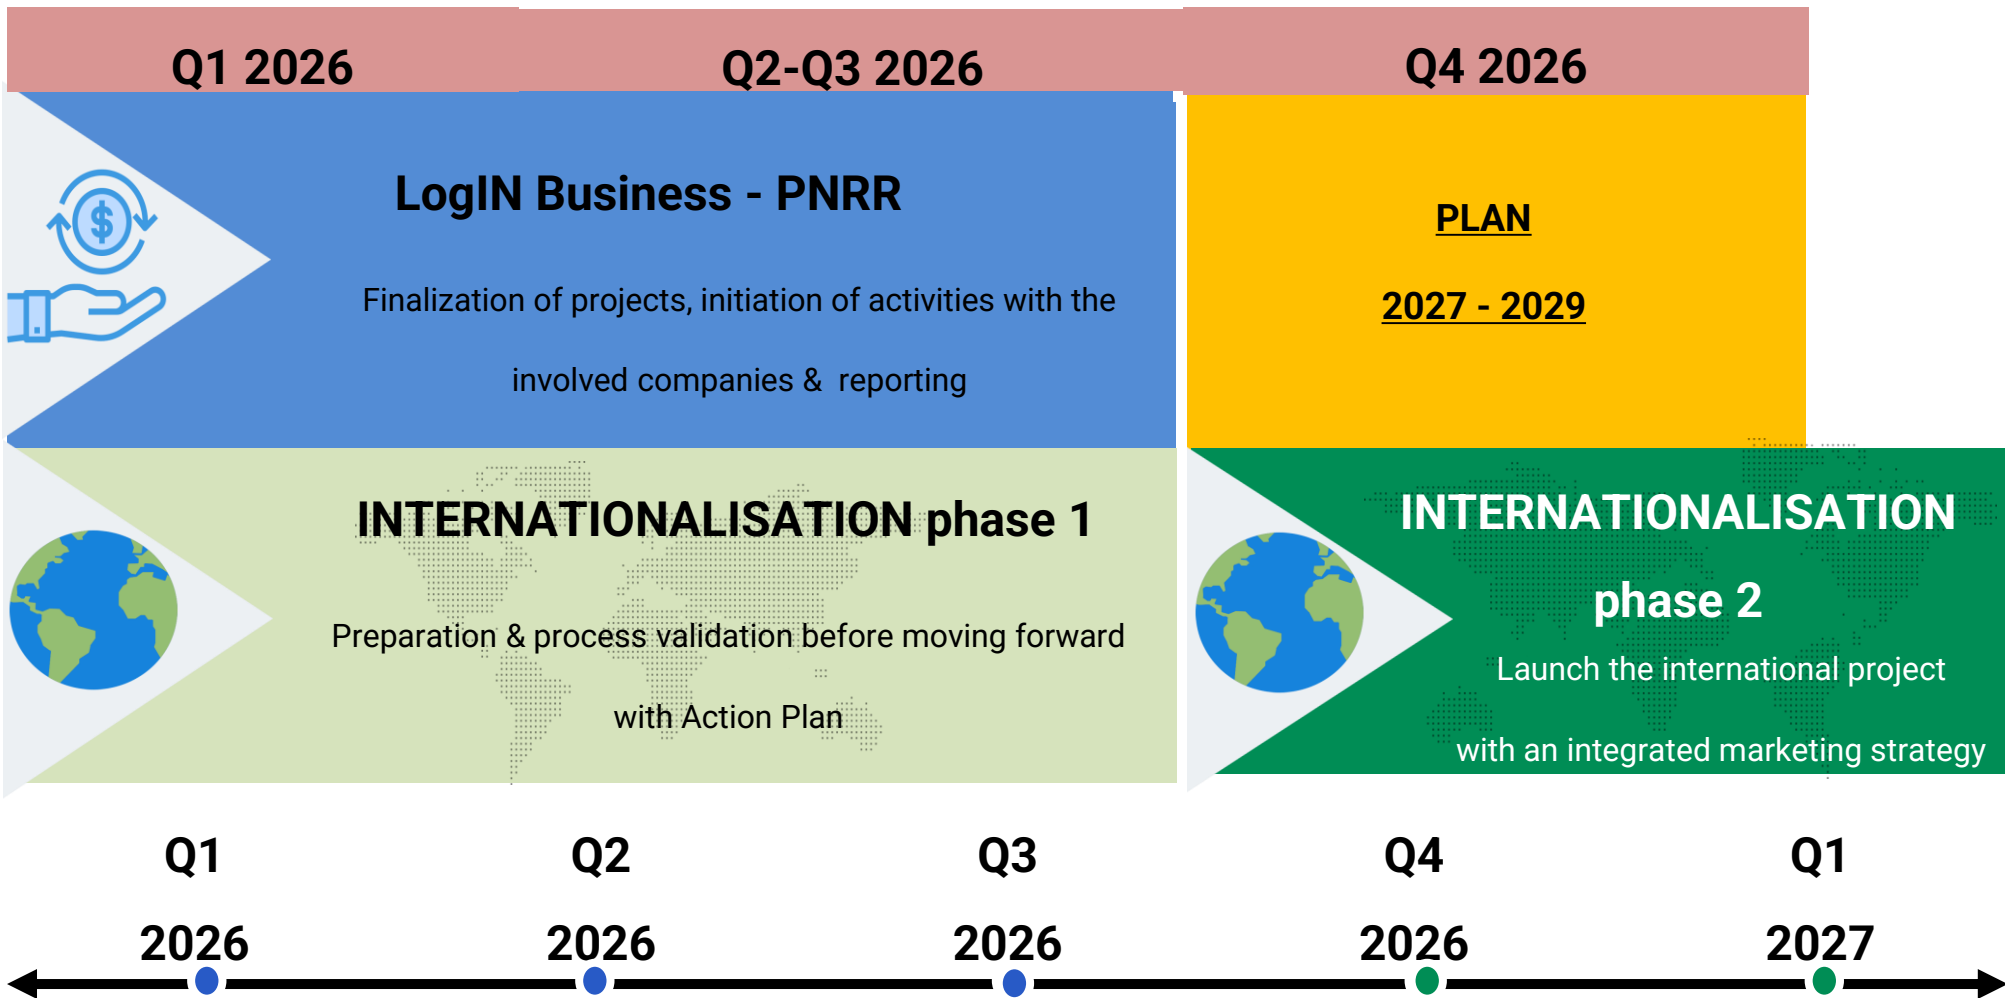 Q1 2026
Q2-Q3 2026
Q4 2026
LogIN Business - PNRR
Finalization of projects, initiation of activities with the
involved companies &  reporting
PLAN
2027 - 2029
INTERNATIONALISATION phase 1
Preparation & process validation before moving forward
with Action Plan
INTERNATIONALISATION
phase 2
Launch the international project
with an integrated marketing strategy
Q1
2026
Q2
2026
Q3
2026
Q4
2026
Q1
2027